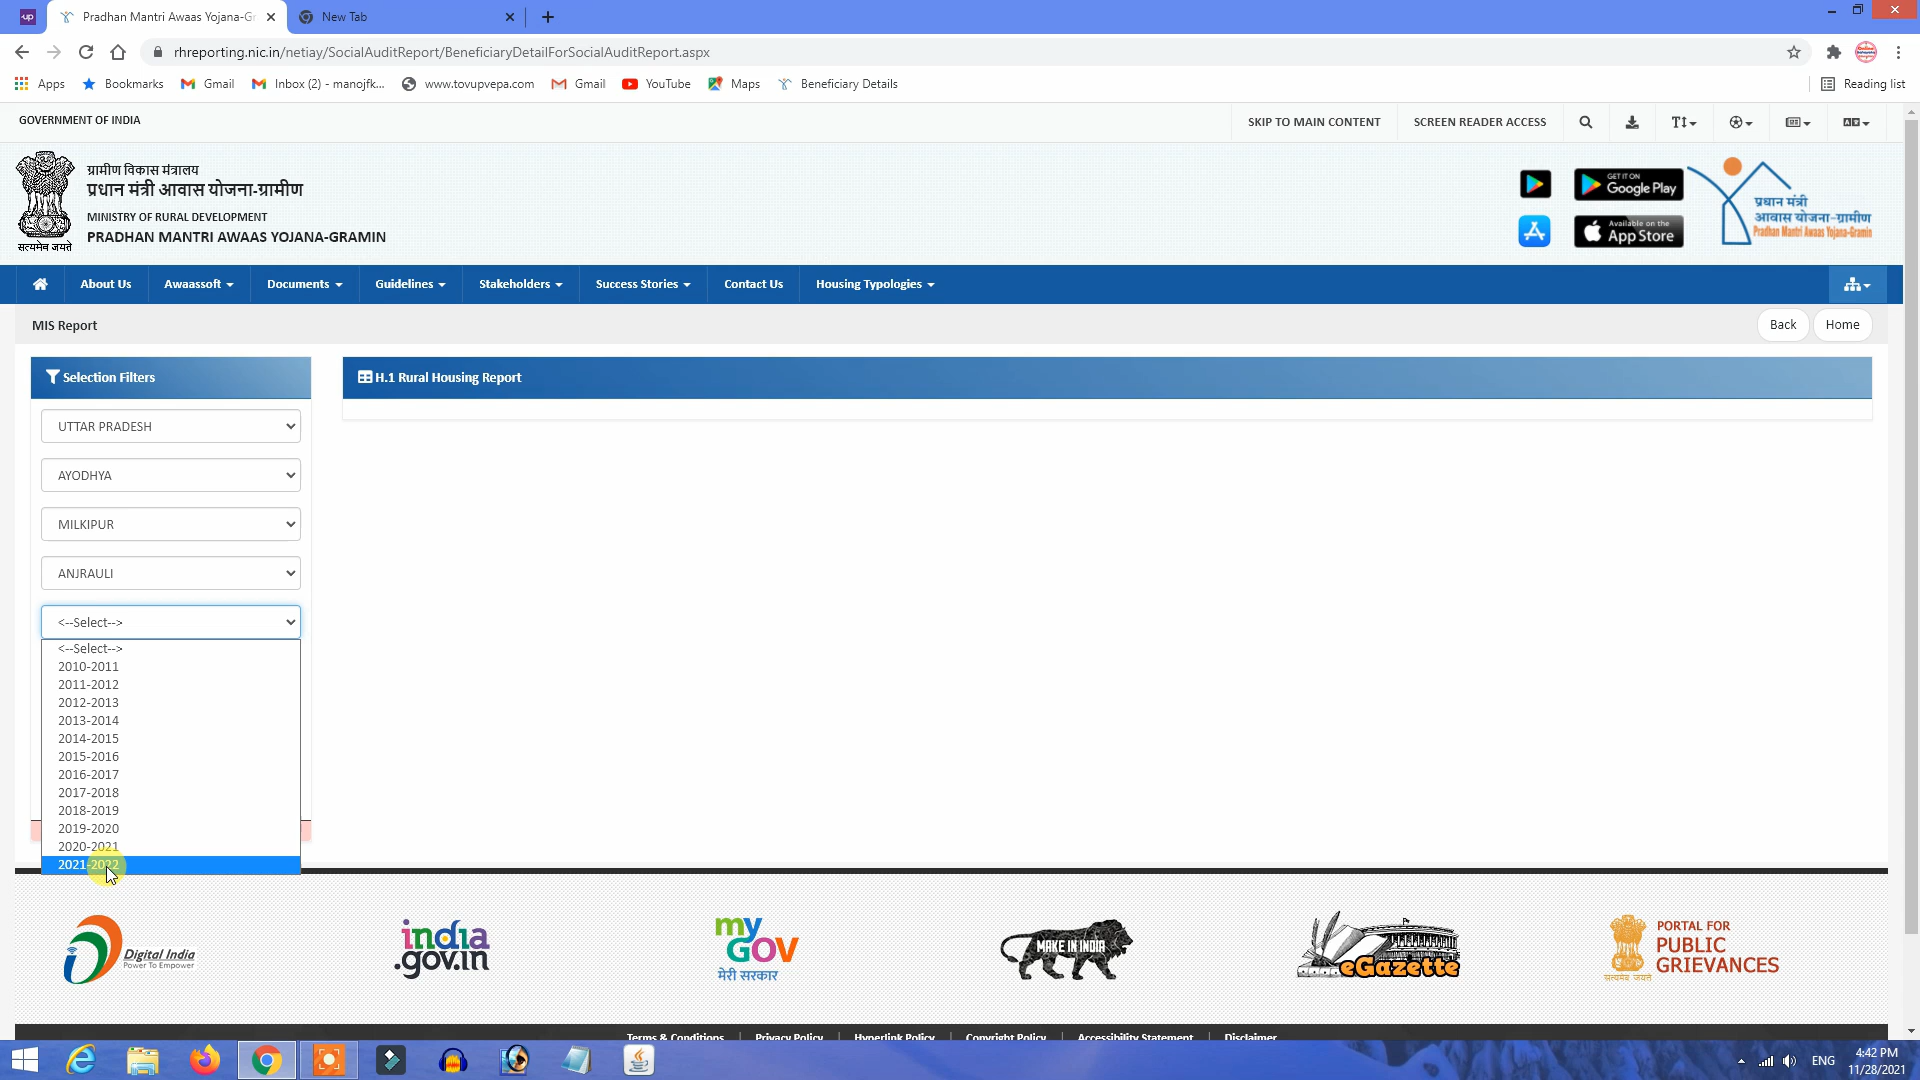 up
Pradhan Mantri Awaas Yojana-Gr
New Tab
rhreporting.nic.in/netiay/SocialAuditReport/BeneficiaryDetailForSocialAuditReport.aspx
Apps
Bookmarks
Gmail
Inbox (2) - manojfk...
www.tovupvepa.com
Gmail
YouTube
Maps
Beneficiary Details
Reading list
GOVERNMENT OF INDIA
SKIP TO MAIN CONTENT
SCREEN READER ACCESS
ग्रामीण विकास मंत्रालय
प्रधान मंत्री आवास योजना-ग्रामीण
MINISTRY OF RURAL DEVELOPMENT
PRADHAN MANTRI AWAAS YOJANA-GRAMIN
सत्यमेव जयते
GET IT ON
Google Play
Available on the
App Store
प्रधान मंत्री
आवास योजना-ग्रामीण
Pradhan Mantri Awaas Yojana-Gramin
About Us
Awaassoft
Documents
Guidelines
Stakeholders
Success Stories
Contact Us
Housing Typologies
MIS Report
Back
Home
Selection Filters
H.1 Rural Housing Report
UTTAR PRADESH
AYODHYA
MILKIPUR
ANJRAULI
<--Select-->
<--Select-->
2010-2011
2011-2012
2012-2013
2013-2014
2014-2015
2015-2016
2016-2017
2017-2018
2018-2019
2019-2020
2020-2021
2021-2022
Digital India
Power To Empower
india
.gov.in
my
GOV
मेरी सरकार
MAKE IN INDIA
eGazette
सत्यमेव जयते
PORTAL FOR
PUBLIC
GRIEVANCES
Terms & Conditions
Privacy Policy
Hyperlink Policy
Copyright Policy
Accessibility Statement
Disclaimer
ENG
4:42 PM
11/28/2021